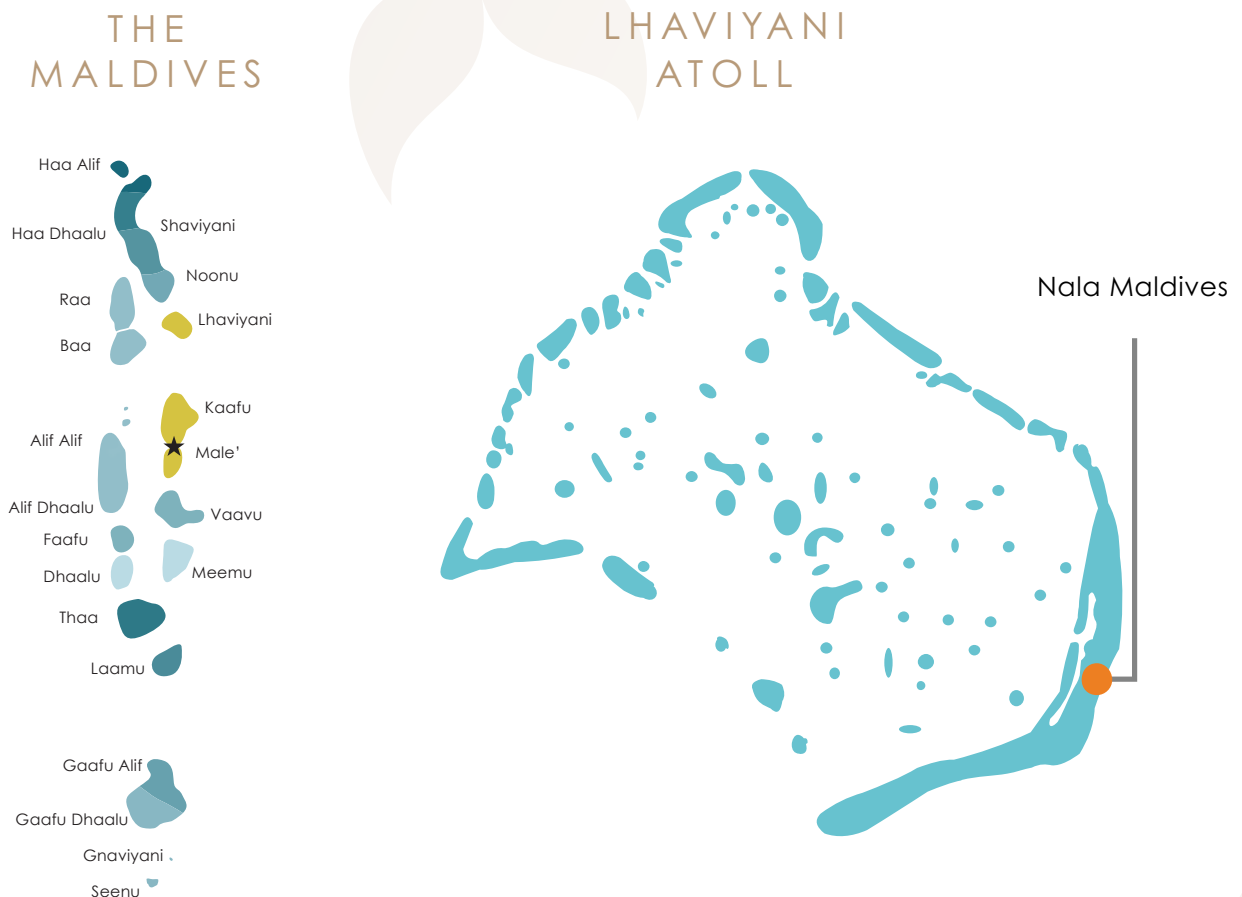 THE
MALDIVES
LHAVIYANI
ATOLL
Haa Alif
Shaviyani
Haa Dhaalu
Noonu
Raa
Lhaviyani
Baa
Kaafu
Alif Alif
Male'
Alif Dhaalu
Vaavu
Faafu
Dhaalu
Meemu
Thaa
Laamu
Gaafu Alif
Gaafu Dhaalu
Gnaviyani
Seenu
Nala Maldives